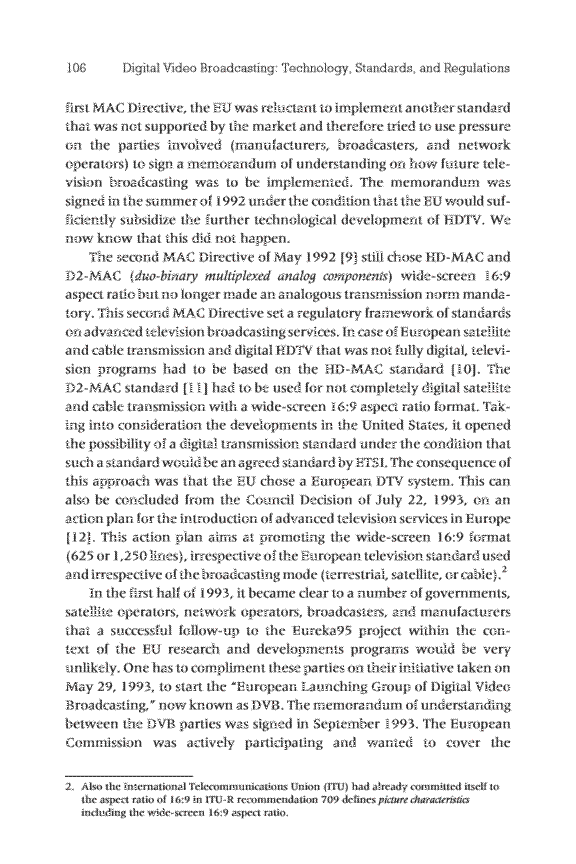 106 Digital Video Broadcasting: Technology, Standards, and Regulations
first MAC Directive, the EU was reluctant to implement another standard
that was not supported by the market and therefore tried to use pressure
on the parties involved (manufacturers, broadcasters, and network
operators) to sign a memorandum of understanding on how future tele-
vision broadcasting was to be implemented. The memorandum was
signed in the summer of 1992 under the condition that the EU would suf-
ficiently subsidize the further technological development of HDTV. We
now know that this did not happen.
The second MAC Directive of May 1992 [9] still chose HD-MAC and
D2-MAC (duo-binary multiplexed analog components) wide-screen 16:9
aspect ratio but no longer made an analogous transmission norm manda-
tory. This second MAC Directive set a regulatory framework of standards
on advanced television broadcasting services. In case of European satellite
and cable transmission and digital HDTV that was not fully digital, televi-
sion programs had to be based on the HD-MAC standard [10]. The
D2-MAC standard [11] had to be used for not completely digital satellite
and cable transmission with a wide-screen 16:9 aspect ratio format. Tak-
ing into consideration the developments in the United States, it opened
the possibility of a digital transmission standard under the condition that
such a standard would be an agreed standard by ETSI. The consequence of
this approach was that the EU chose a European DTV system. This can
also be concluded from the Council Decision of July 22, 1993, on an
action plan for the introduction of advanced television services in Europe
[12]. This action plan aims at promoting the wide-screen 16:9 format
(625 or 1,250 lines), irrespective of the European television standard used
and irrespective of the broadcasting mode (terrestrial, satellite, or cable).2
In the first half of 1993, it became clear to a number of governments,
satellite operators, network operators, broadcasters, and manufacturers
that a successful follow-up to the Eureka95 project within the con-
text of the EU research and developments programs would be very
unlikely. One has to compliment these parties on their initiative taken on
May 29, 1993, to start the "European Launching Group of Digital Video
Broadcasting," now known as DVB. The memorandum of understanding
between the DVB parties was signed in September 1993. The European
Commission was actively participating and wanted to cover the
2. Also the International Telecommunications Union (ITU) had already committed itself to
the aspect ratio of 16:9 in ITU-R recommendation 709 defines picture characteristics
including the wide-screen 16:9 aspect ratio.